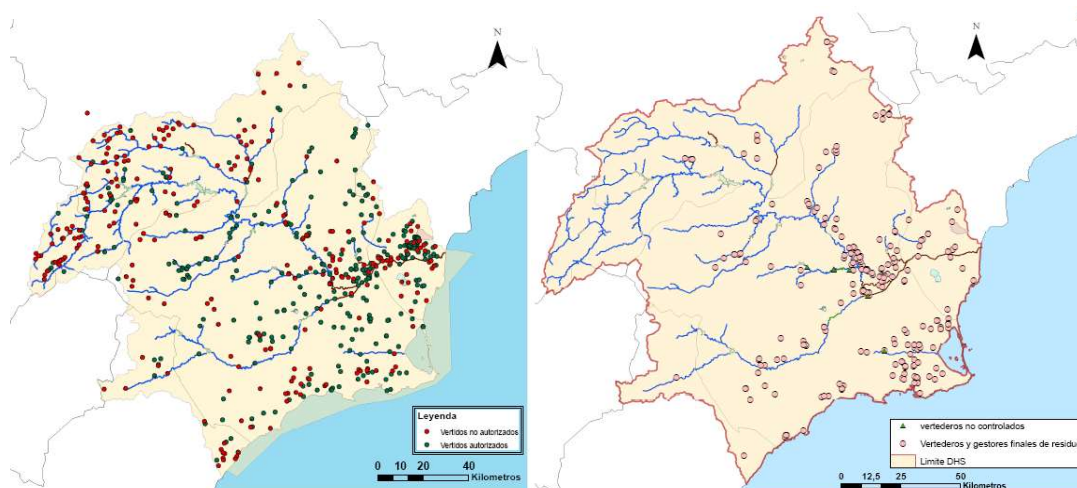 N
Leyenda
Vertidos no autorizados
Vertidos autorizados
0 10 20 40
Kilometros
N
vertederos no controlados
Vertederos y gestores finales de residu
Limite DHS
0 12,5 25 50
Kilometros